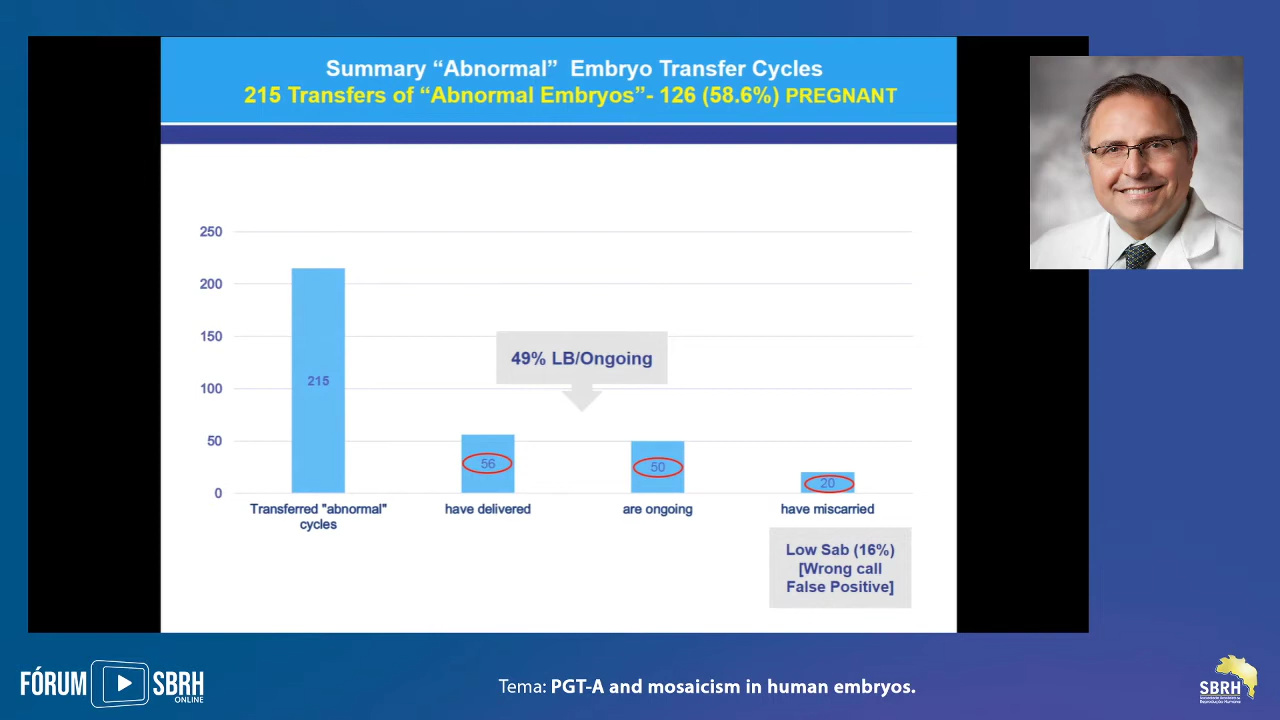 Summary “Abnormal” Embryo Transfer Cycles
215 Transfers of “Abnormal Embryos”- 126 (58.6%) PREGNANT
250
200
150
100
50
0
215
49% LB/Ongoing
56
50
20
Transferred "abnormal"
cycles
have delivered
are ongoing
have miscarried
Low Sab (16%)
[Wrong call
False Positive]
FÓRUM SBRH
ONLINE
Tema: PGT-A and mosaicism in human embryos.
SBRH